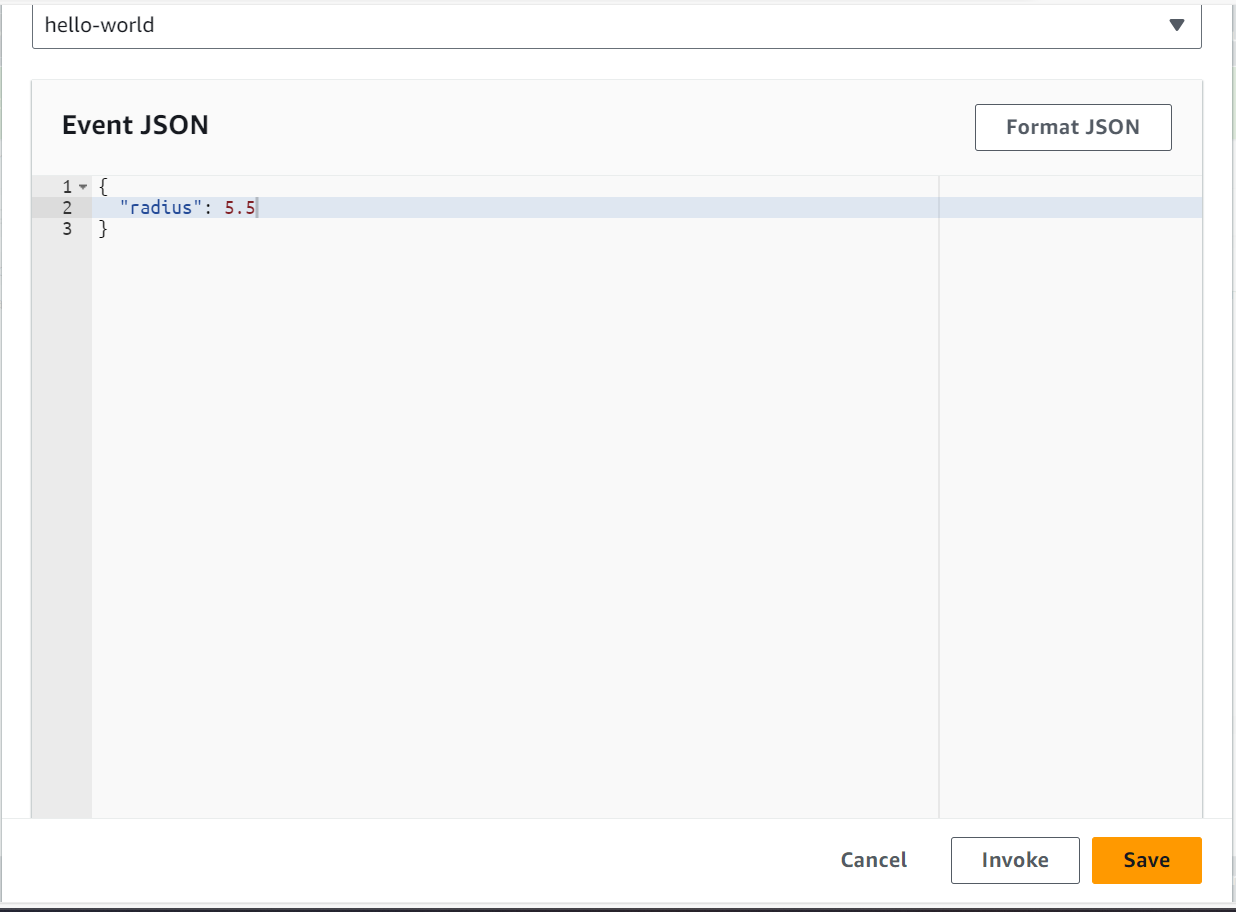 hello-world
Event JSON
Format JSON
1 {
2 "radius": 5.5
3 }
Cancel
Invoke
Save